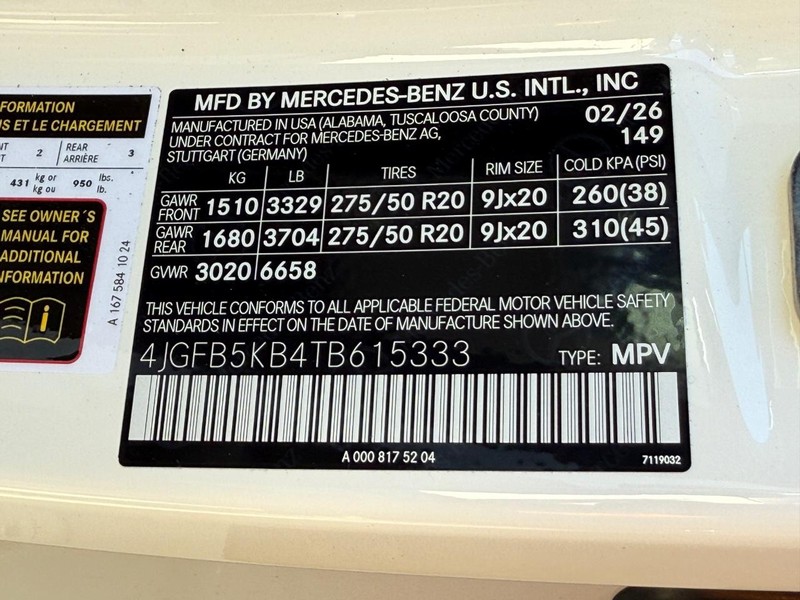 FORMATION
S ET LE CHARGEMENT
NT 2 REAR 3
NT ARRIÈRE
431 kg or 950 lbs.
kg ou lb.
SEE OWNER´S
MANUAL FOR
ADDITIONAL
INFORMATION
A 167 584 10 24
MFD BY MERCEDES-BENZ U.S. INTL., INC
MANUFACTURED IN USA (ALABAMA, TUSCALOOSA COUNTY) 02/26
UNDER CONTRACT FOR MERCEDES-BENZ AG, 149
STUTTGART (GERMANY)
KG LB TIRES RIM SIZE COLD KPA (PSI)
GAWR FRONT 1510 3329 275/50 R20 9Jx20 260(38)
GAWR REAR 1680 3704 275/50 R20 9Jx20 310(45)
GVWR 3020 6658
THIS VEHICLE CONFORMS TO ALL APPLICABLE FEDERAL MOTOR VEHICLE SAFETY
STANDARDS IN EFFECT ON THE DATE OF MANUFACTURE SHOWN ABOVE.
4JGFB5KB4TB615333 TYPE: MPV
A 000 817 52 04
7119032